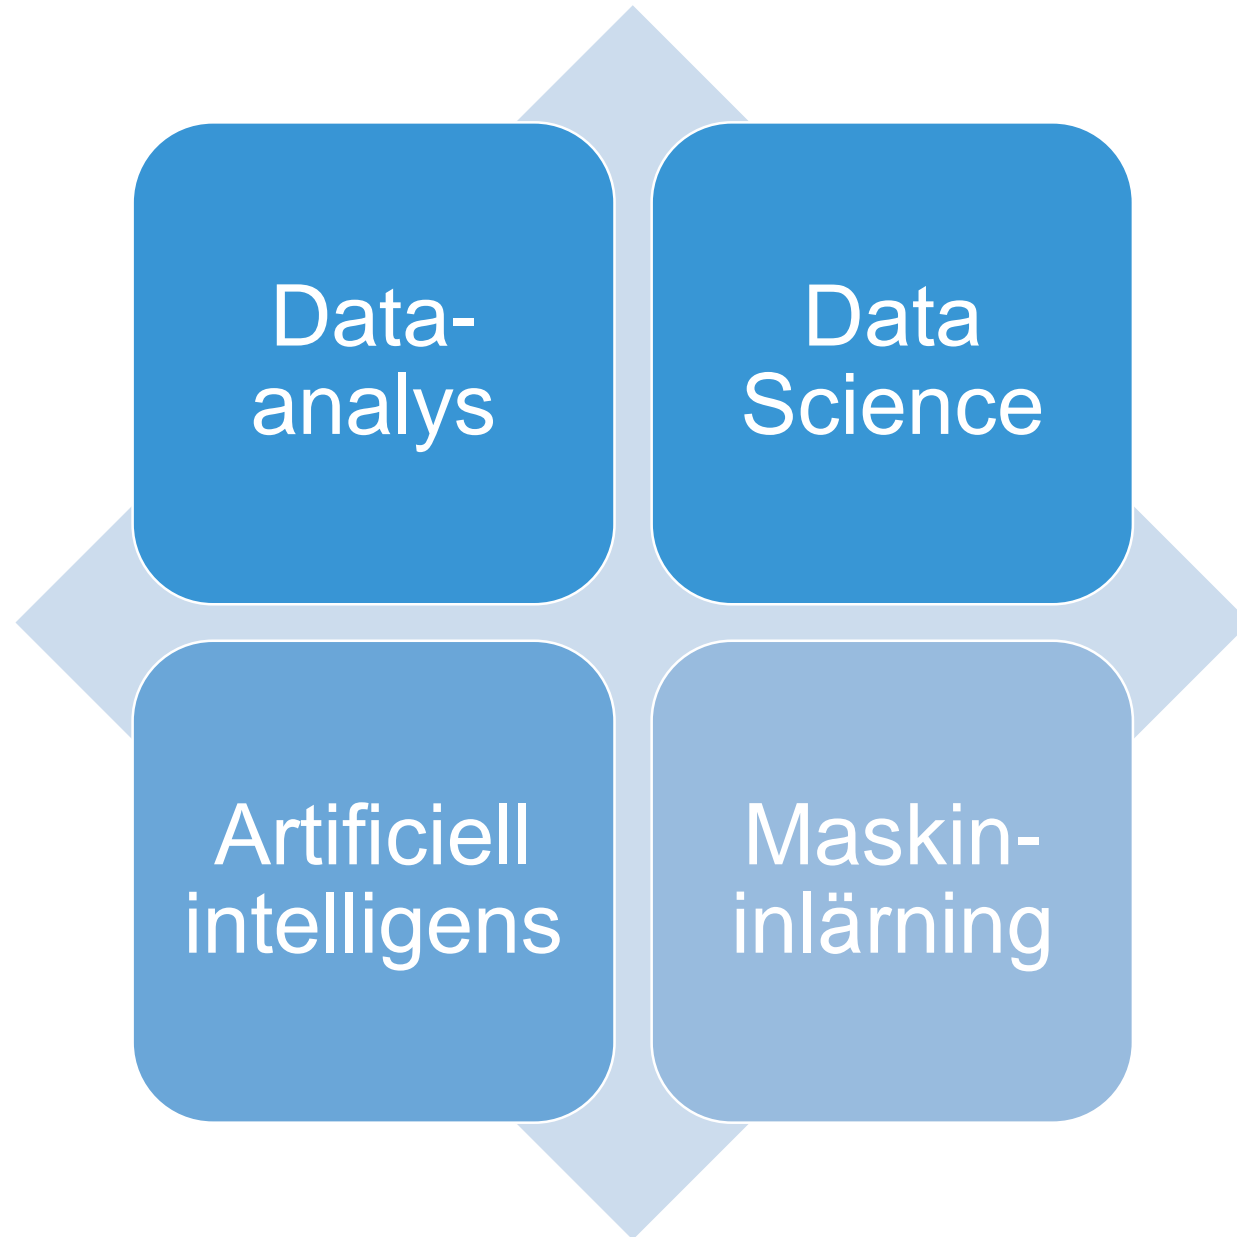 Data-
analys
Data
Science
Artificiell
intelligens
Maskin-
inlärning